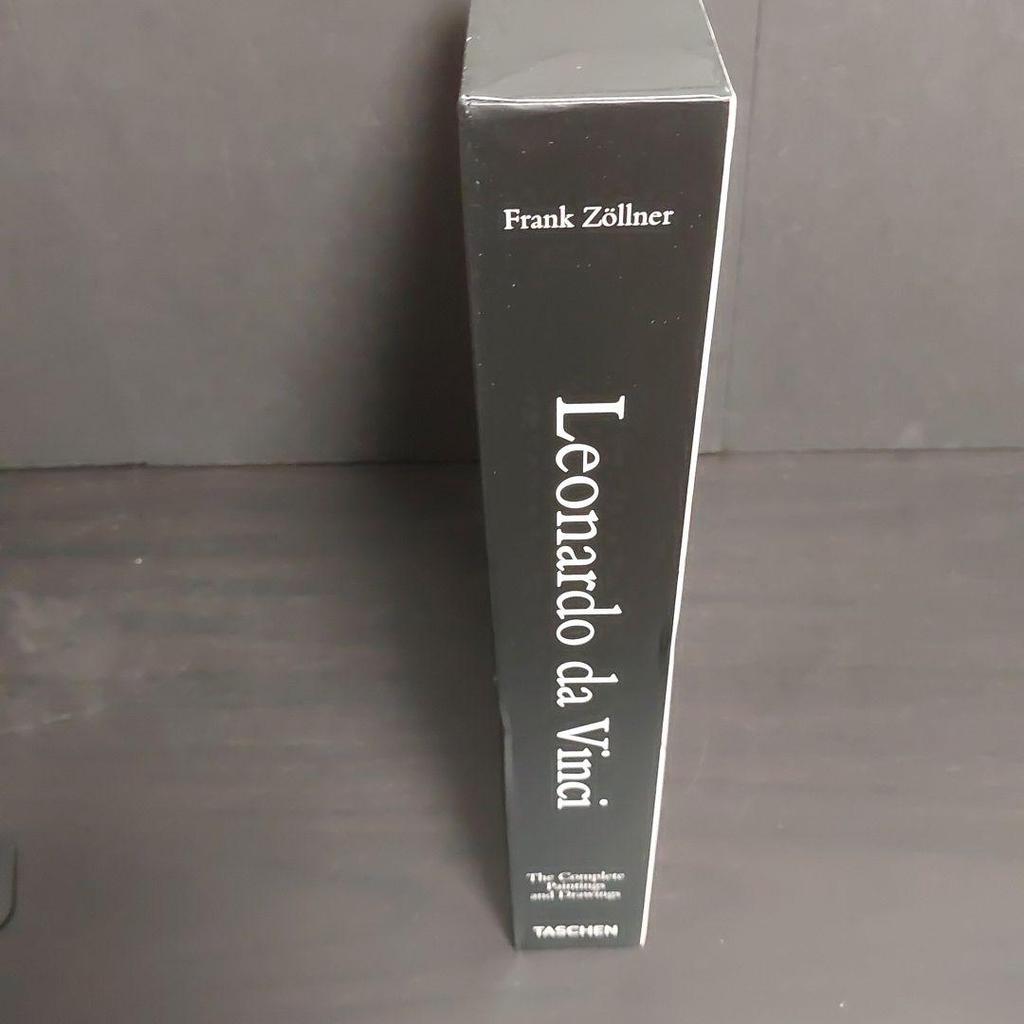 Frank Zöllner
Leonardo da Vinci
The Complete
Paintings
and Drawings
TASCHEN